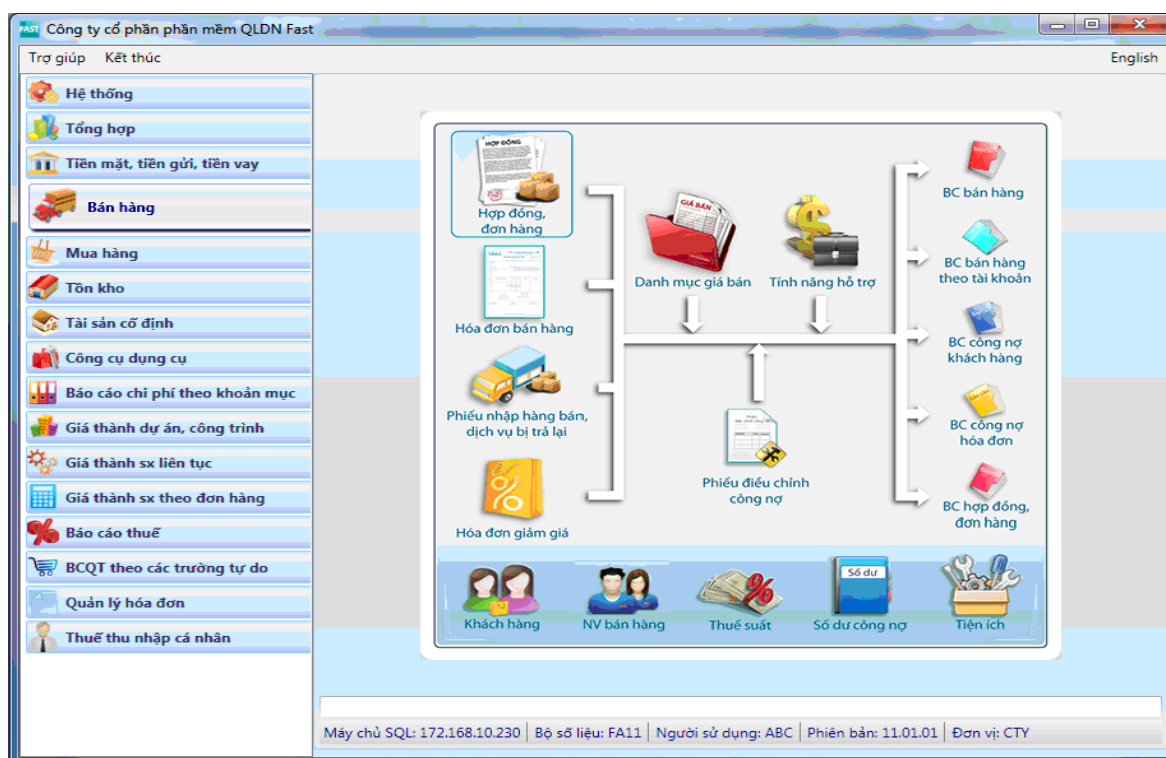 FAST Công ty cổ phần phần mềm QLDN Fast
Trợ giúp Kết thúc English
Hệ thống
Tổng hợp
Tiền mặt, tiền gửi, tiền vay
Bán hàng
Mua hàng
Tồn kho
Tài sản cố định
Công cụ dụng cụ
Báo cáo chi phí theo khoản mục
Giá thành dự án, công trình
Giá thành sx liên tục
Giá thành sx theo đơn hàng
Báo cáo thuế
BCQT theo các trường tự do
Quản lý hóa đơn
Thuế thu nhập cá nhân
HỢP ĐỒNG
Hợp đồng,
đơn hàng
Hóa đơn bán hàng
Phiếu nhập hàng bán,
dịch vụ bị trả lại
Hóa đơn giảm giá
GIÁ BÁN
Danh mục giá bán
Tính năng hỗ trợ
Phiếu điều chỉnh
công nợ
BC bán hàng
BC bán hàng
theo tài khoản
BC công nợ
khách hàng
BC công nợ
hóa đơn
BC hợp đồng,
đơn hàng
Khách hàng
NV bán hàng
Thuế suất
Số dư
Số dư công nợ
Tiện ích
Máy chủ SQL: 172.168.10.230 Bộ số liệu: FA11 Người sử dụng: ABC Phiên bản: 11.01.01 Đơn vị: CTY